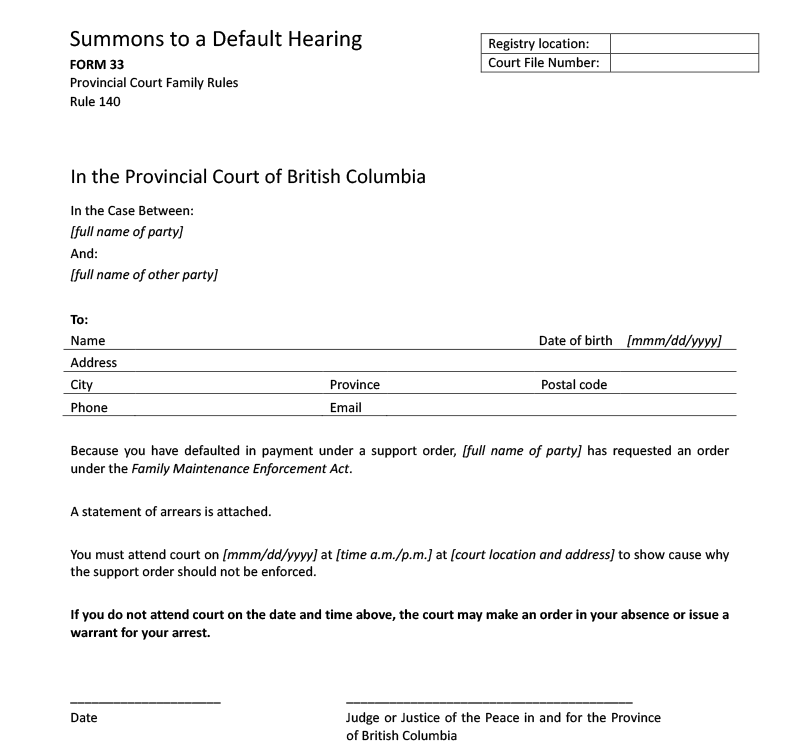 Summons to a Default Hearing
FORM 33
Provincial Court Family Rules
Rule 140
Registry location:
Court File Number:
In the Provincial Court of British Columbia
In the Case Between:
[full name of party]
And:
[full name of other party]
To:
Name Date of birth [mmm/dd/yyyy]
Address
City Province Postal code
Phone Email
Because you have defaulted in payment under a support order, [full name of party] has requested an order
under the Family Maintenance Enforcement Act.
A statement of arrears is attached.
You must attend court on [mmm/dd/yyyy] at [time a.m./p.m.] at [court location and address] to show cause why
the support order should not be enforced.
If you do not attend court on the date and time above, the court may make an order in your absence or issue a
warrant for your arrest.
Date
Judge or Justice of the Peace in and for the Province
of British Columbia